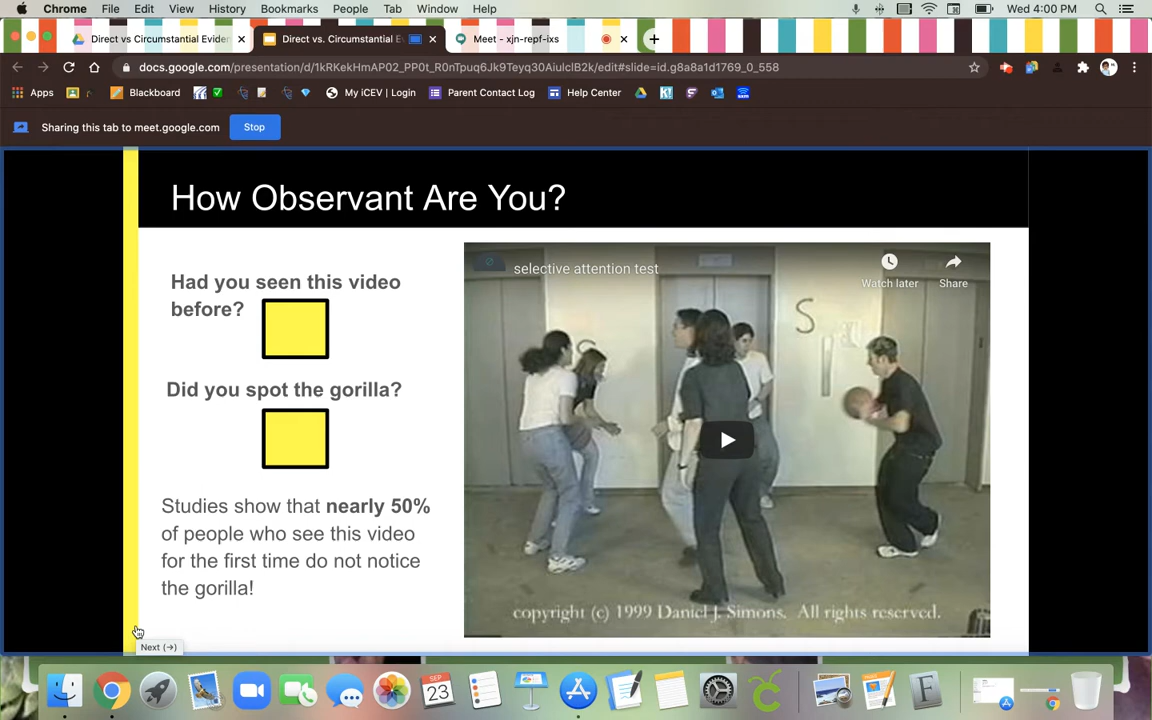 Chrome File Edit View History Bookmarks People Tab Window Help Wed 4:00 PM
Direct vs Circumstantial Eviden
Direct vs. Circumstantial E
Meet - xjn-repf-ixs
docs.google.com/presentation/d/1kRKekHmAP02_PP0t_R0nTpuq6Jk9Teyq30AiulclB2k/edit#slide=id.g8a8a1d1769_0_558
Apps Blackboard My iCEV | Login Parent Contact Log Help Center
Sharing this tab to meet.google.com Stop
How Observant Are You?
Had you seen this video
before?
Did you spot the gorilla?
Studies show that nearly 50%
of people who see this video
for the first time do not notice
the gorilla!
selective attention test
Watch later Share
S
copyright (c) 1999 Daniel J. Simons. All rights reserved.
Next (→)
SEP
23